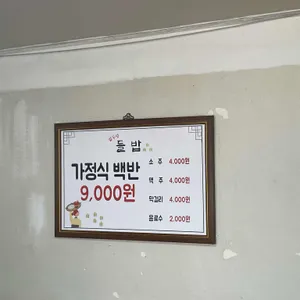 들밥
가정식 백반
9,000원
소 주 4.000원
맥 주 4.000원
막걸리 4.000원
음료수 2.000원